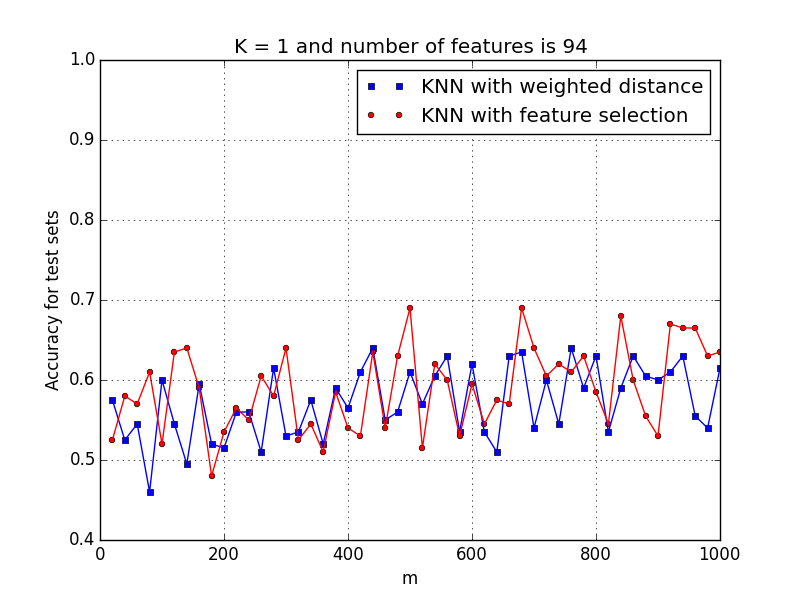 K = 1 and number of features is 94
KNN with weighted distance
KNN with feature selection
Accuracy for test sets
1.0
0.9
0.8
0.7
0.6
0.5
0.4
0 200 400 600 800 1000
m